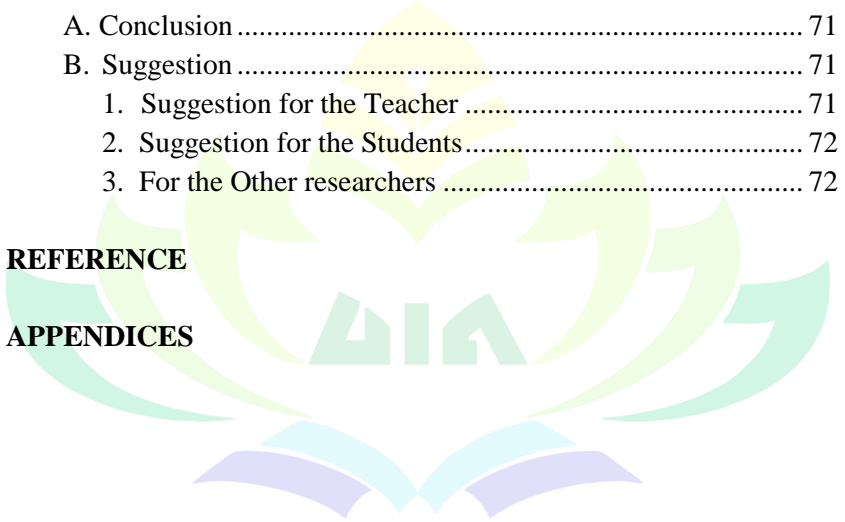 A. Conclusion ........................................................................... 71
B. Suggestion ........................................................................... 71
1. Suggestion for the Teacher ............................................. 71
2. Suggestion for the Students ............................................. 72
3. For the Other researchers ................................................ 72
REFERENCE
APPENDICES
UIN